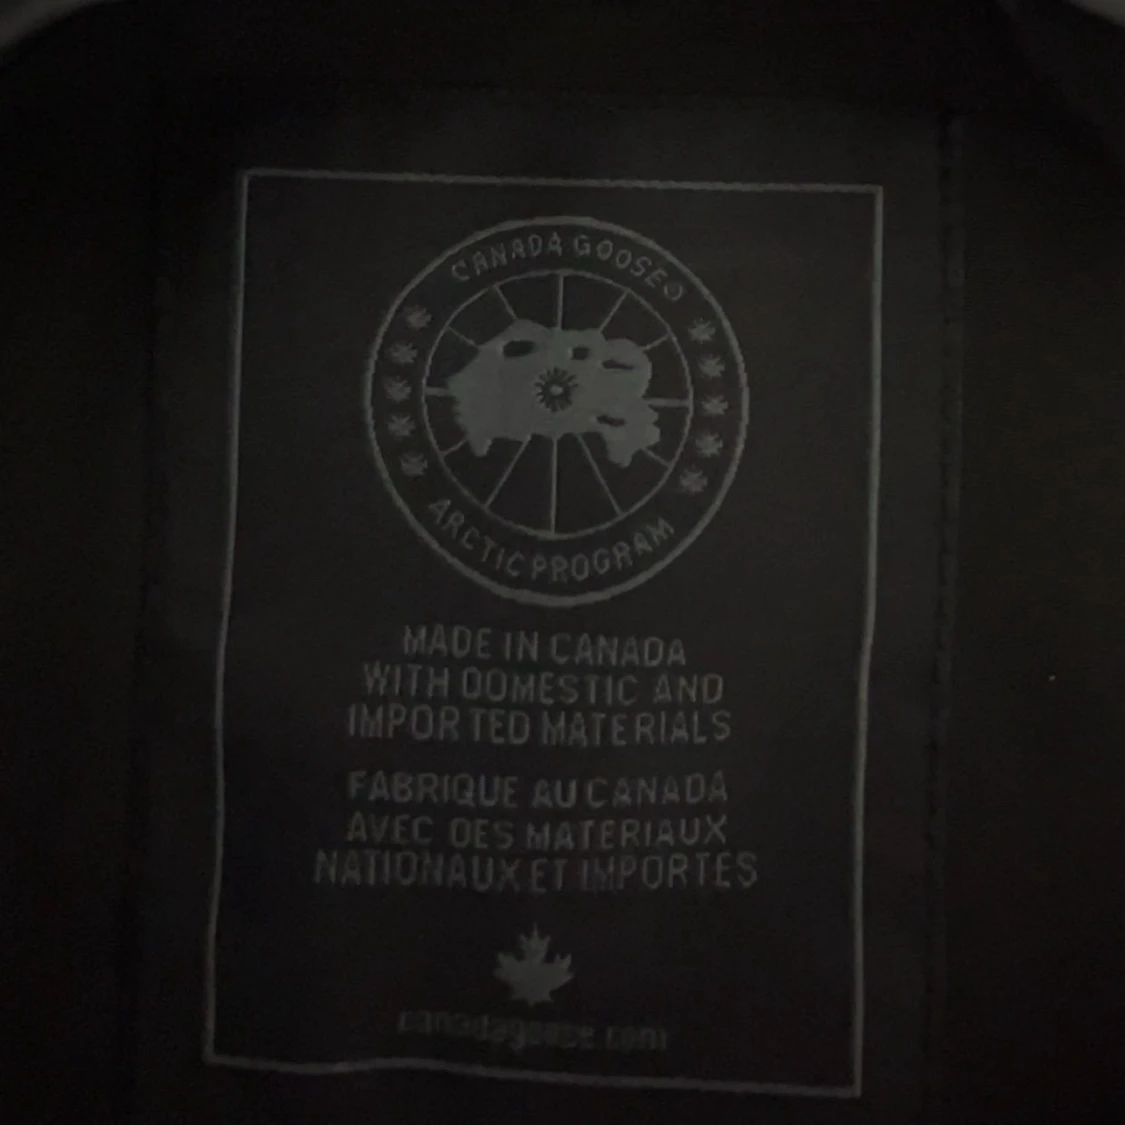 CANADA GOOSE®
ARCTIC PROGRAM
MADE IN CANADA
WITH DOMESTIC AND
IMPORTED MATERIALS
FABRIQUE AU CANADA
AVEC DES MATERIAUX
NATIONAUX ET IMPORTES
canadagoose.com